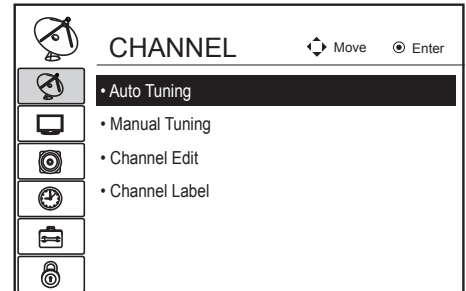 CHANNEL Move Enter
• Auto Tuning
• Manual Tuning
• Channel Edit
• Channel Label